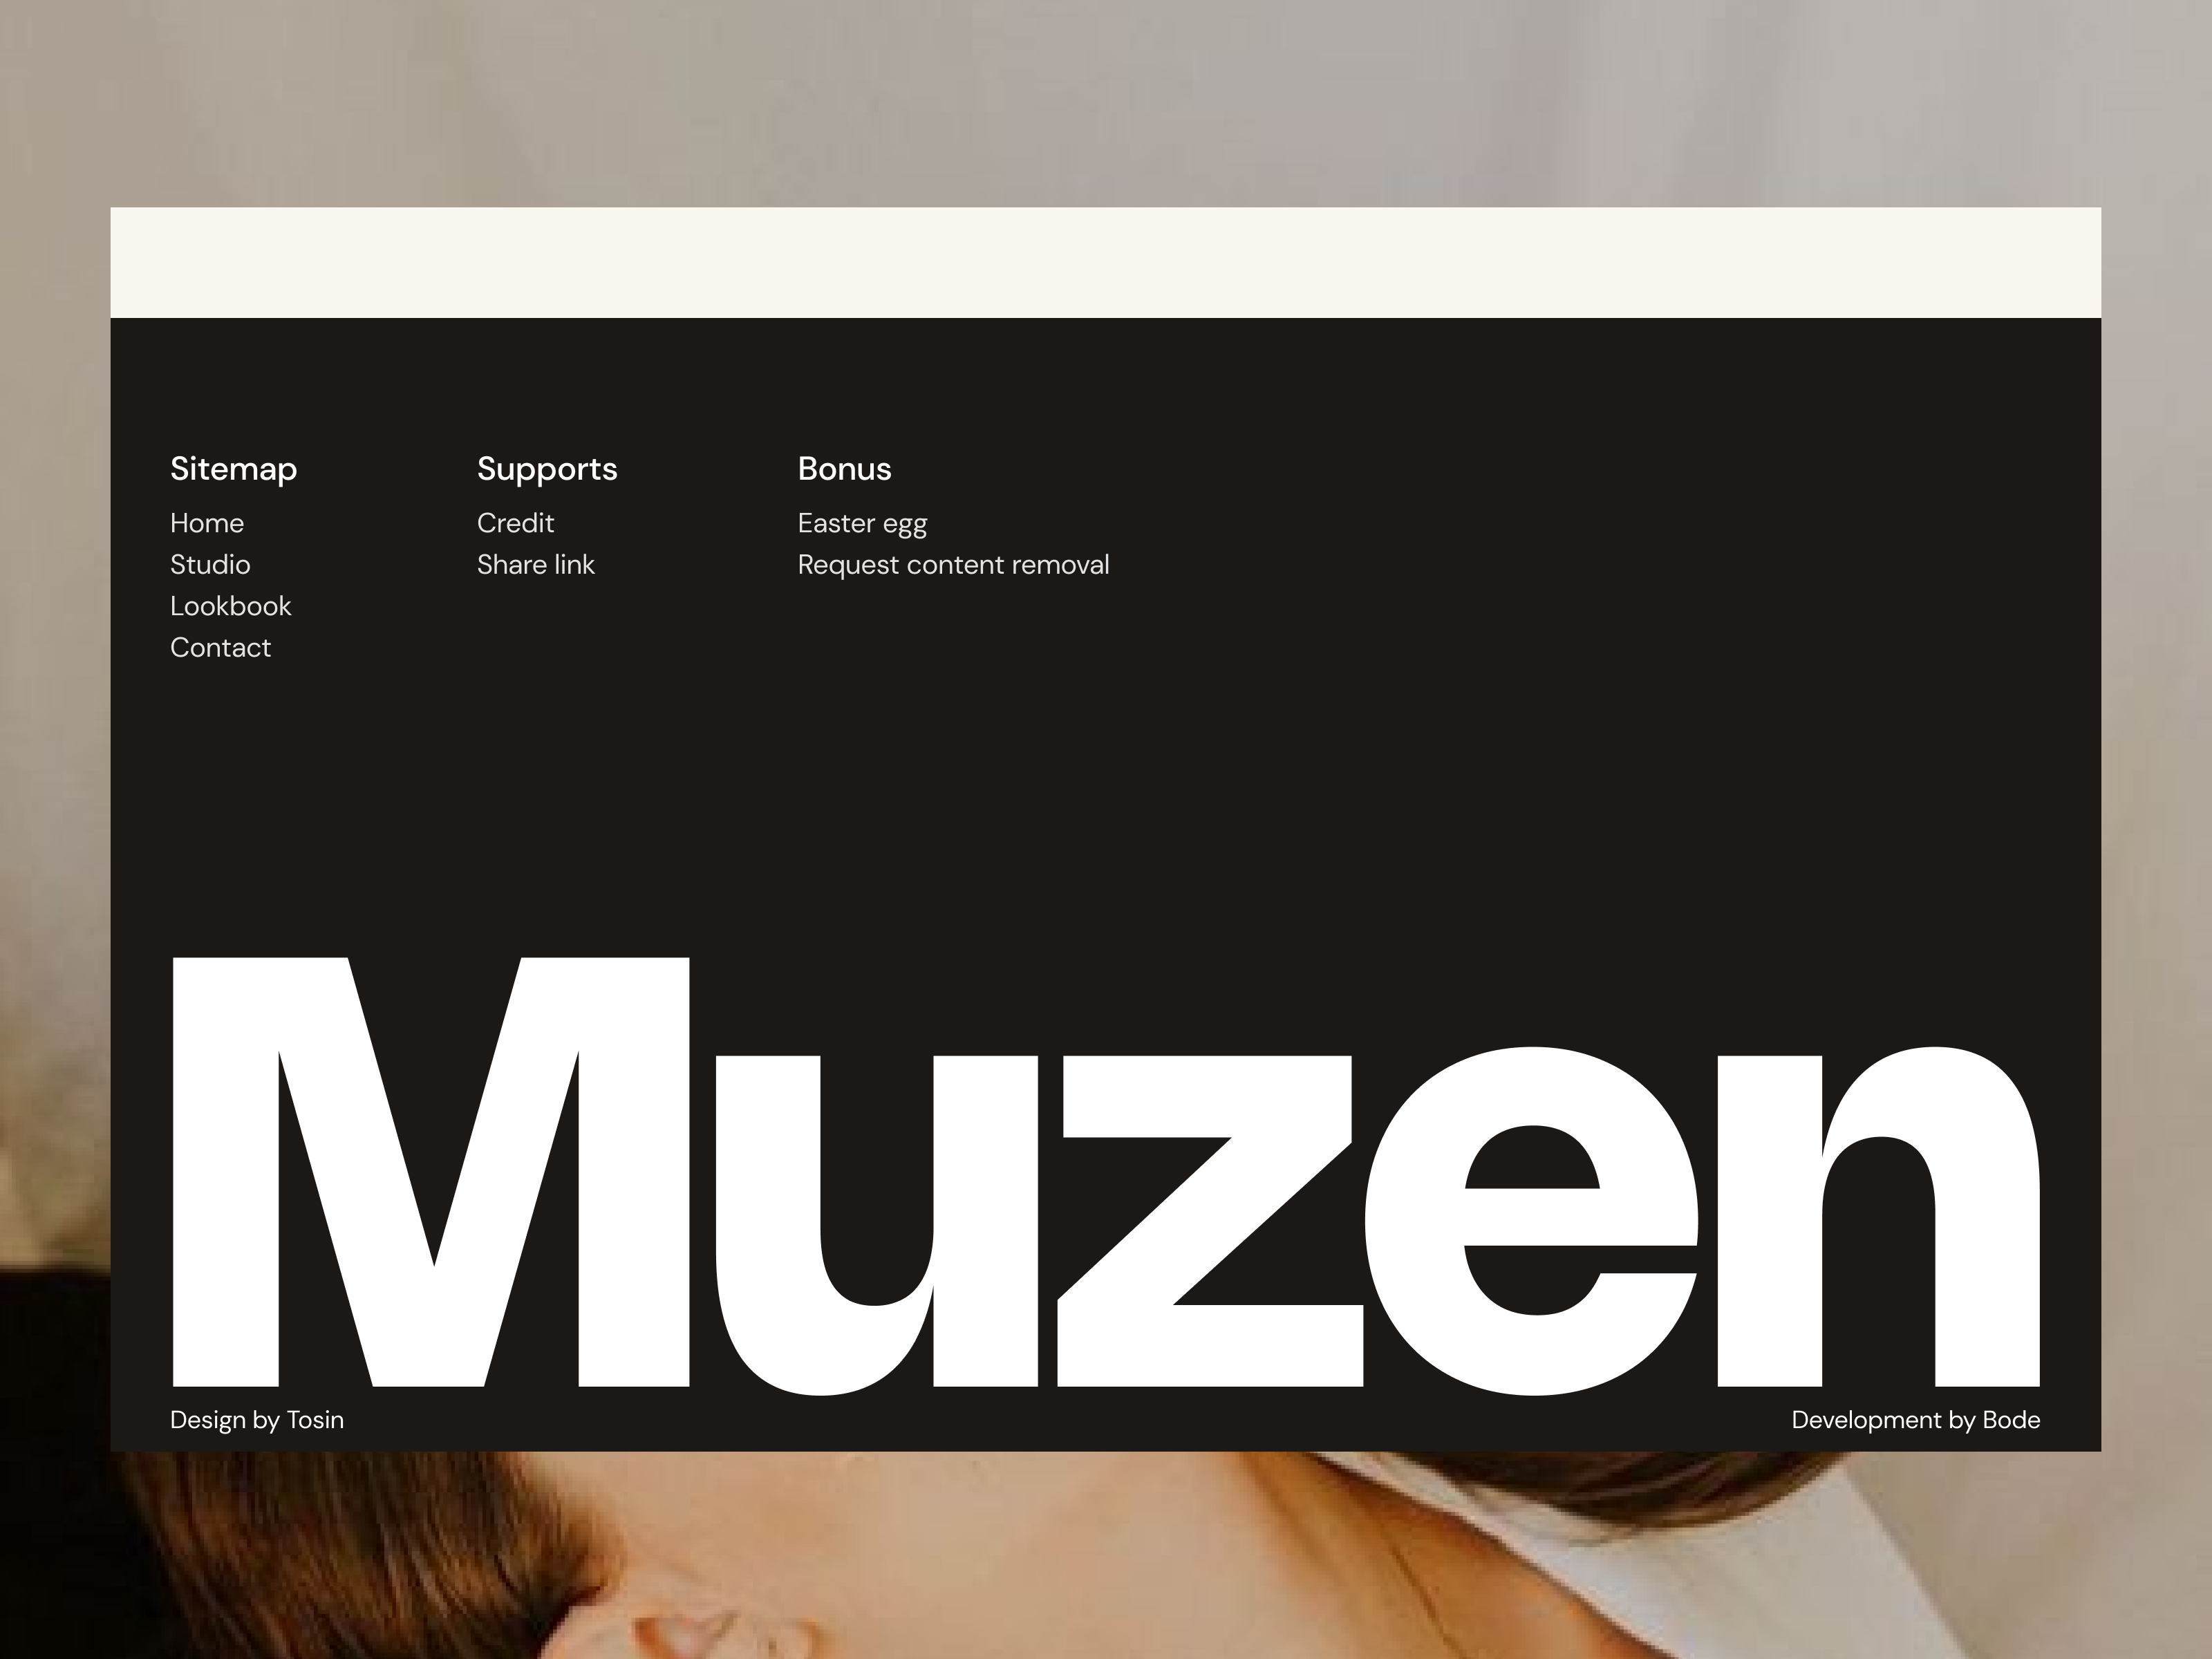 Sitemap
Home
Studio
Lookbook
Contact
Supports
Credit
Share link
Bonus
Easter egg
Request content removal
Muzen
Design by Tosin
Development by Bode